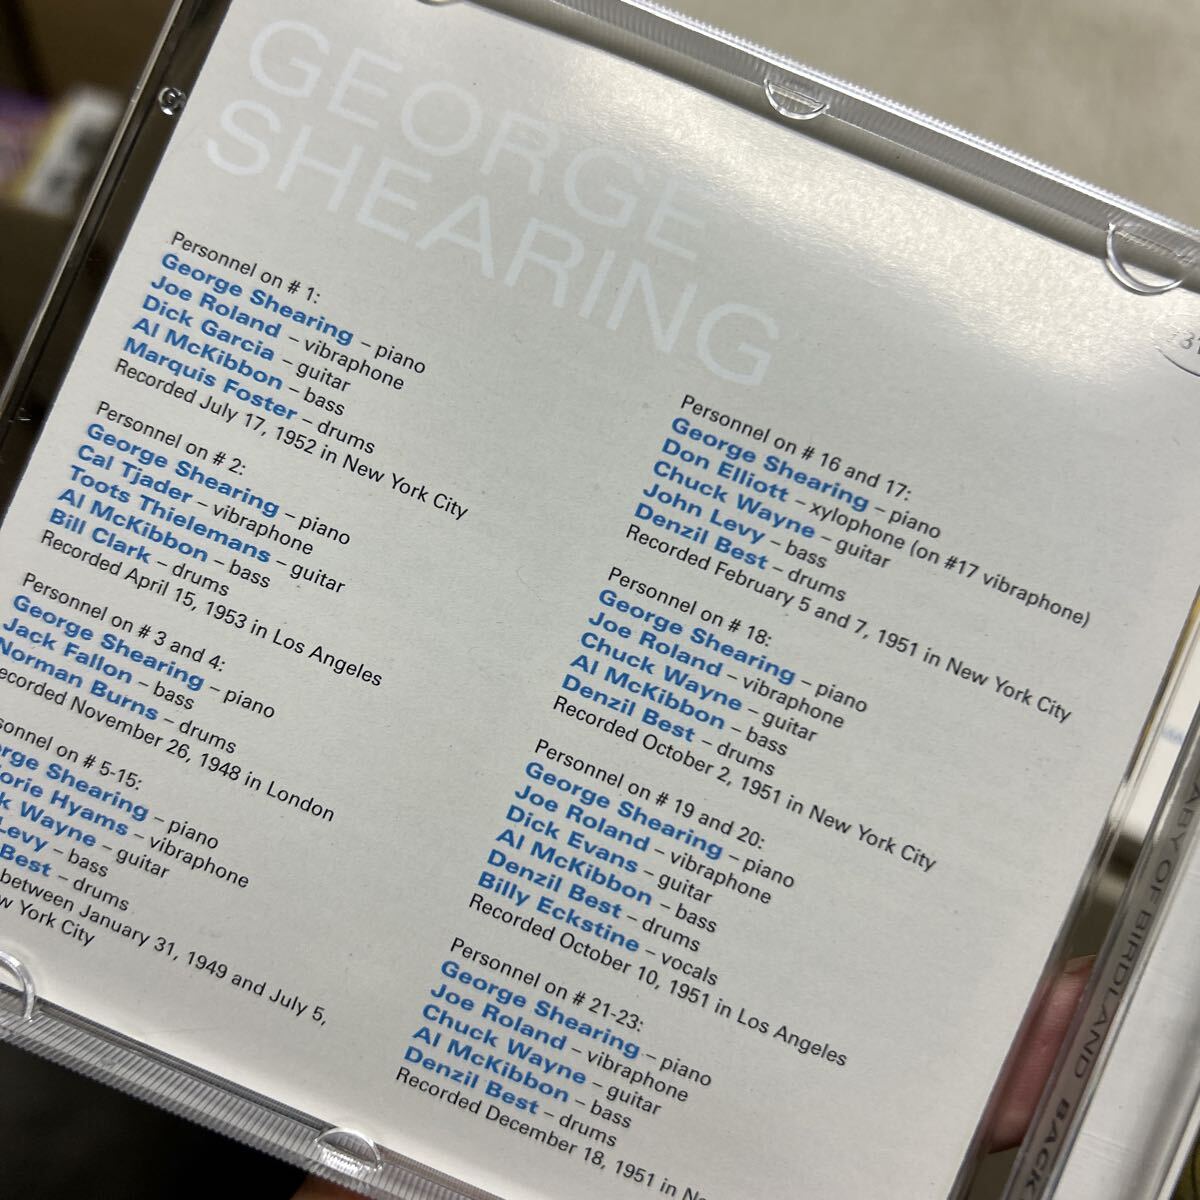 GEORGE
SHEARING
Personnel on # 1:
George Shearing – piano
Joe Roland – vibraphone
Dick Garcia – guitar
Al McKibbon – bass
Marquis Foster – drums
Recorded July 17, 1952 in New York City
Personnel on # 2:
George Shearing – piano
Cal Tjader – vibraphone
Toots Thielemans – guitar
Al McKibbon – bass
Bill Clark – drums
Recorded April 15, 1953 in Los Angeles
Personnel on # 3 and 4:
George Shearing – piano
Jack Fallon – bass
Norman Burns – drums
ecorded November 26, 1948 in London
sonnel on # 5-15:
rge Shearing – piano
orie Hyams – vibraphone
k Wayne – guitar
Levy – bass
Best – drums
between January 31, 1949 and July 5,
w York City
Personnel on # 16 and 17:
George Shearing – piano
Don Elliott – xylophone (on #17 vibraphone)
Chuck Wayne – guitar
John Levy – bass
Denzil Best – drums
Recorded February 5 and 7, 1951 in New York City
Personnel on # 18:
George Shearing – piano
Joe Roland – vibraphone
Chuck Wayne – guitar
Al McKibbon – bass
Denzil Best – drums
Recorded October 2, 1951 in New York City
Personnel on # 19 and 20:
George Shearing – piano
Joe Roland – vibraphone
Dick Evans – guitar
Al McKibbon – bass
Denzil Best – drums
Billy Eckstine – vocals
Recorded October 10, 1951 in Los Angeles
Personnel on # 21-23:
George Shearing – piano
Joe Roland – vibraphone
Chuck Wayne – guitar
Al McKibbon – bass
Denzil Best – drums
Recorded December 18, 1951 in N
ABY OF BIRDLAND BACK